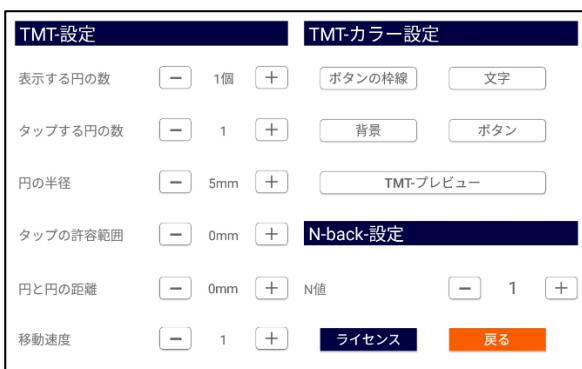 TMT-設定
表示する円の数 － 1個 ＋
タップする円の数 － 1 ＋
円の半径 － 5mm ＋
タップの許容範囲 － 0mm ＋
円と円の距離 － 0mm ＋
移動速度 － 1 ＋
TMT-カラー設定
ボタンの枠線 文字
背景 ボタン
TMT-プレビュー
N-back-設定
N値 － 1 ＋
ライセンス 戻る